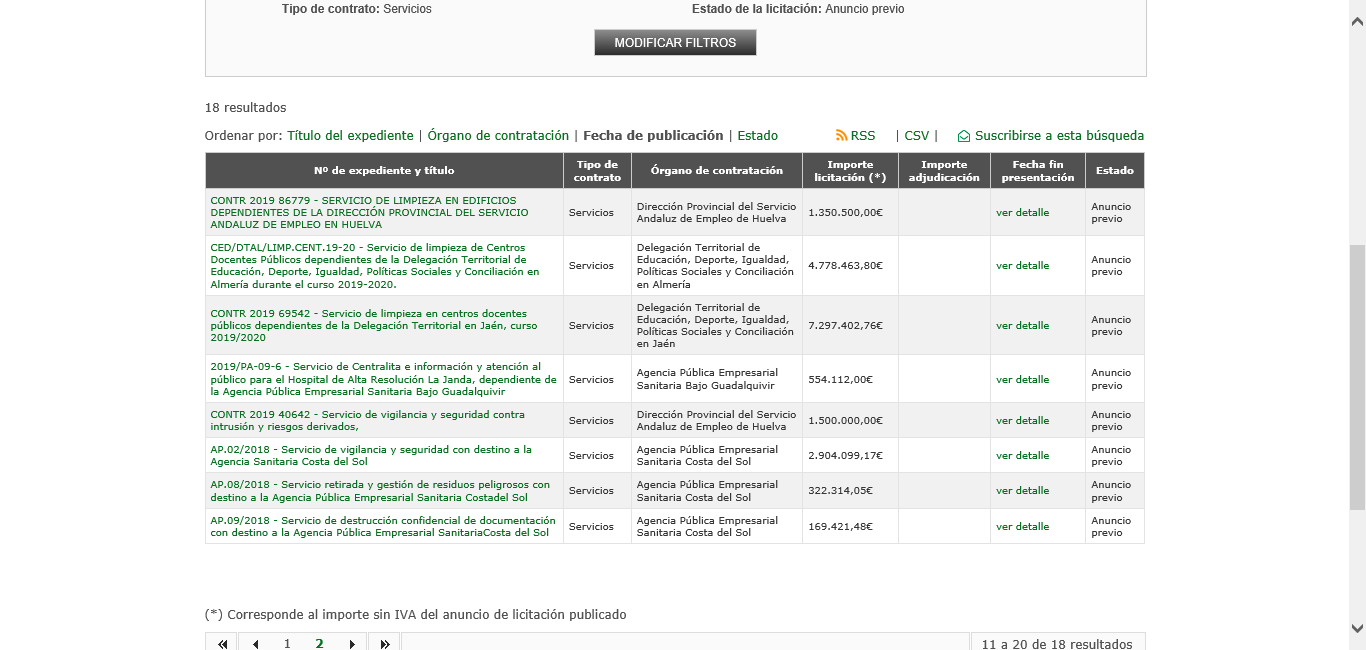 Tipo de contrato: Servicios
Estado de la licitación: Anuncio previo
MODIFICAR FILTROS
18 resultados
Ordenar por: Título del expediente | Órgano de contratación | Fecha de publicación | Estado
RSS | CSV | Suscribirse a esta búsqueda
Nº de expediente y título
Tipo de
contrato
Órgano de contratación
Importe
licitación (*)
Importe
adjudicación
Fecha fin
presentación
Estado
CONTR 2019 86779 - SERVICIO DE LIMPIEZA EN EDIFICIOS
DEPENDIENTES DE LA DIRECCIÓN PROVINCIAL DEL SERVICIO
ANDALUZ DE EMPLEO EN HUELVA
Servicios
Dirección Provincial del Servicio
Andaluz de Empleo de Huelva
1.350.500,00€
ver detalle
Anuncio
previo
CED/DTAL/LIMP.CENT.19-20 - Servicio de limpieza de Centros
Docentes Públicos dependientes de la Delegación Territorial de
Educación, Deporte, Igualdad, Políticas Sociales y Conciliación en
Almería durante el curso 2019-2020.
Servicios
Delegación Territorial de
Educación, Deporte, Igualdad,
Políticas Sociales y Conciliación
en Almería
4.778.463,80€
ver detalle
Anuncio
previo
CONTR 2019 69542 - Servicio de limpieza en centros docentes
públicos dependientes de la Delegación Territorial en Jaén, curso
2019/2020
Servicios
Delegación Territorial de
Educación, Deporte, Igualdad,
Políticas Sociales y Conciliación
en Jaén
7.297.402,76€
ver detalle
Anuncio
previo
2019/PA-09-6 - Servicio de Centralita e información y atención al
público para el Hospital de Alta Resolución La Janda, dependiente de
la Agencia Pública Empresarial Sanitaria Bajo Guadalquivir
Servicios
Agencia Pública Empresarial
Sanitaria Bajo Guadalquivir
554.112,00€
ver detalle
Anuncio
previo
CONTR 2019 40642 - Servicio de vigilancia y seguridad contra
intrusión y riesgos derivados,
Servicios
Dirección Provincial del Servicio
Andaluz de Empleo de Huelva
1.500.000,00€
ver detalle
Anuncio
previo
AP.02/2018 - Servicio de vigilancia y seguridad con destino a la
Agencia Sanitaria Costa del Sol
Servicios
Agencia Pública Empresarial
Sanitaria Costa del Sol
2.904.099,17€
ver detalle
Anuncio
previo
AP.08/2018 - Servicio retirada y gestión de residuos peligrosos con
destino a la Agencia Pública Empresarial Sanitaria Costadel Sol
Servicios
Agencia Pública Empresarial
Sanitaria Costa del Sol
322.314,05€
ver detalle
Anuncio
previo
AP.09/2018 - Servicio de destrucción confidencial de documentación
con destino a la Agencia Pública Empresarial SanitariaCosta del Sol
Servicios
Agencia Pública Empresarial
Sanitaria Costa del Sol
169.421,48€
ver detalle
Anuncio
previo
(*) Corresponde al importe sin IVA del anuncio de licitación publicado
1 2
11 a 20 de 18 resultados